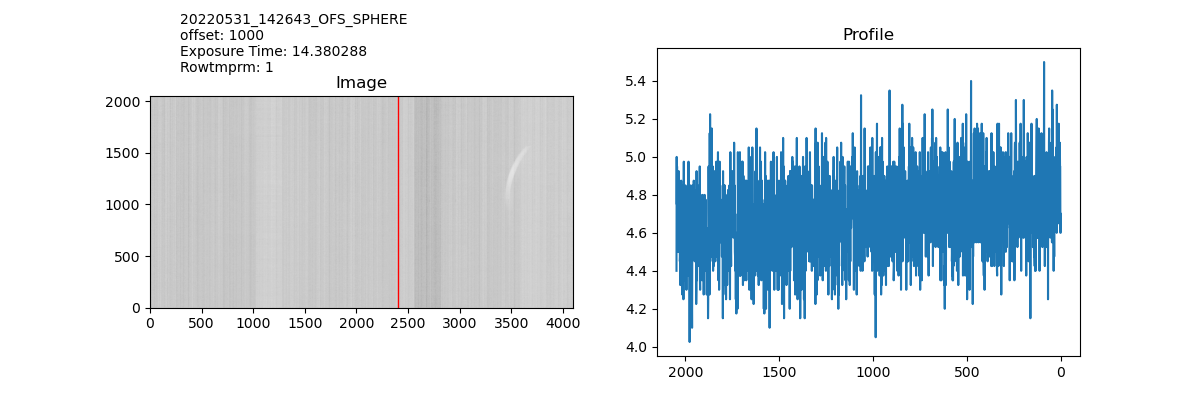 20220531_142643_OFS_SPHERE
offset: 1000
Exposure Time: 14.380288
Rowtmprm: 1
Image
2000
1500
1000
500
0
0 500 1000 1500 2000 2500 3000 3500 4000
Profile
5.4
5.2
5.0
4.8
4.6
4.4
4.2
4.0
2000 1500 1000 500 0